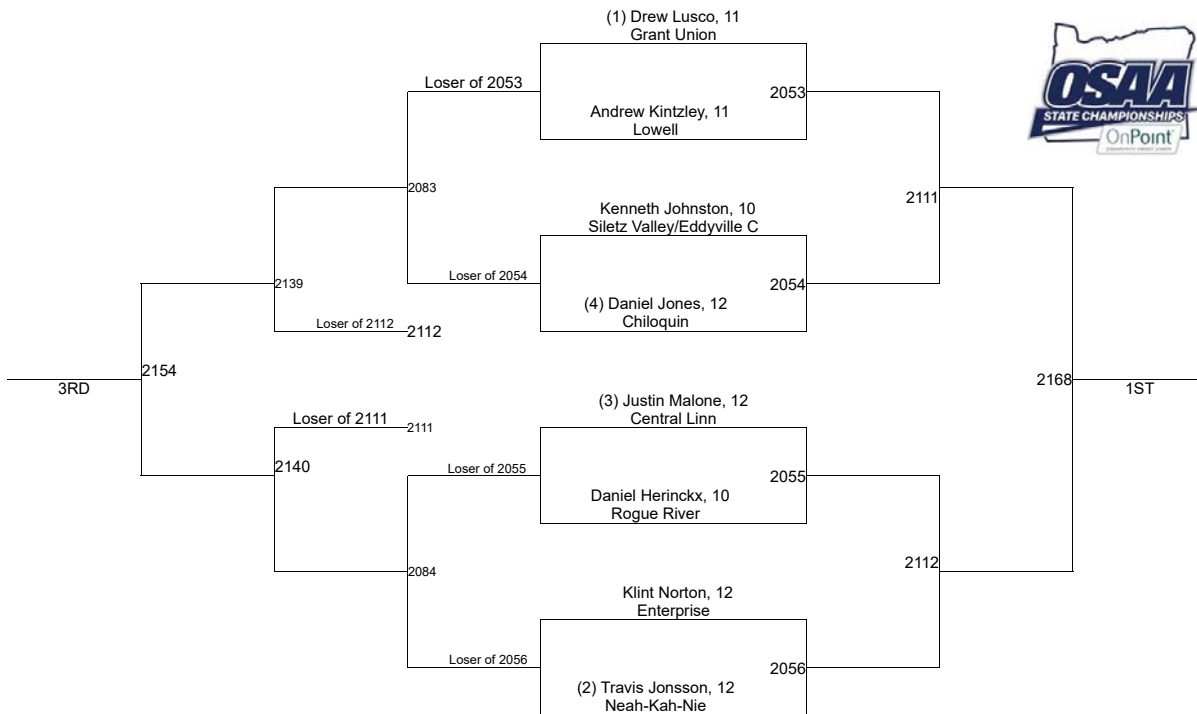 (1) Drew Lusco, 11
Grant Union
OSAA
STATE CHAMPIONSHIPS
OnPoint
Loser of 2053
2053
Andrew Kintzley, 11
Lowell
2083
2111
Kenneth Johnston, 10
Siletz Valley/Eddyville C
Loser of 2054
2054
2139
(4) Daniel Jones, 12
Chiloquin
Loser of 2112
2112
2154
2168
3RD
1ST
(3) Justin Malone, 12
Central Linn
Loser of 2111
2111
2140
Loser of 2055
2055
Daniel Herinckx, 10
Rogue River
2084
2112
Klint Norton, 12
Enterprise
Loser of 2056
2056
(2) Travis Jonsson, 12
Neah-Kah-Nie